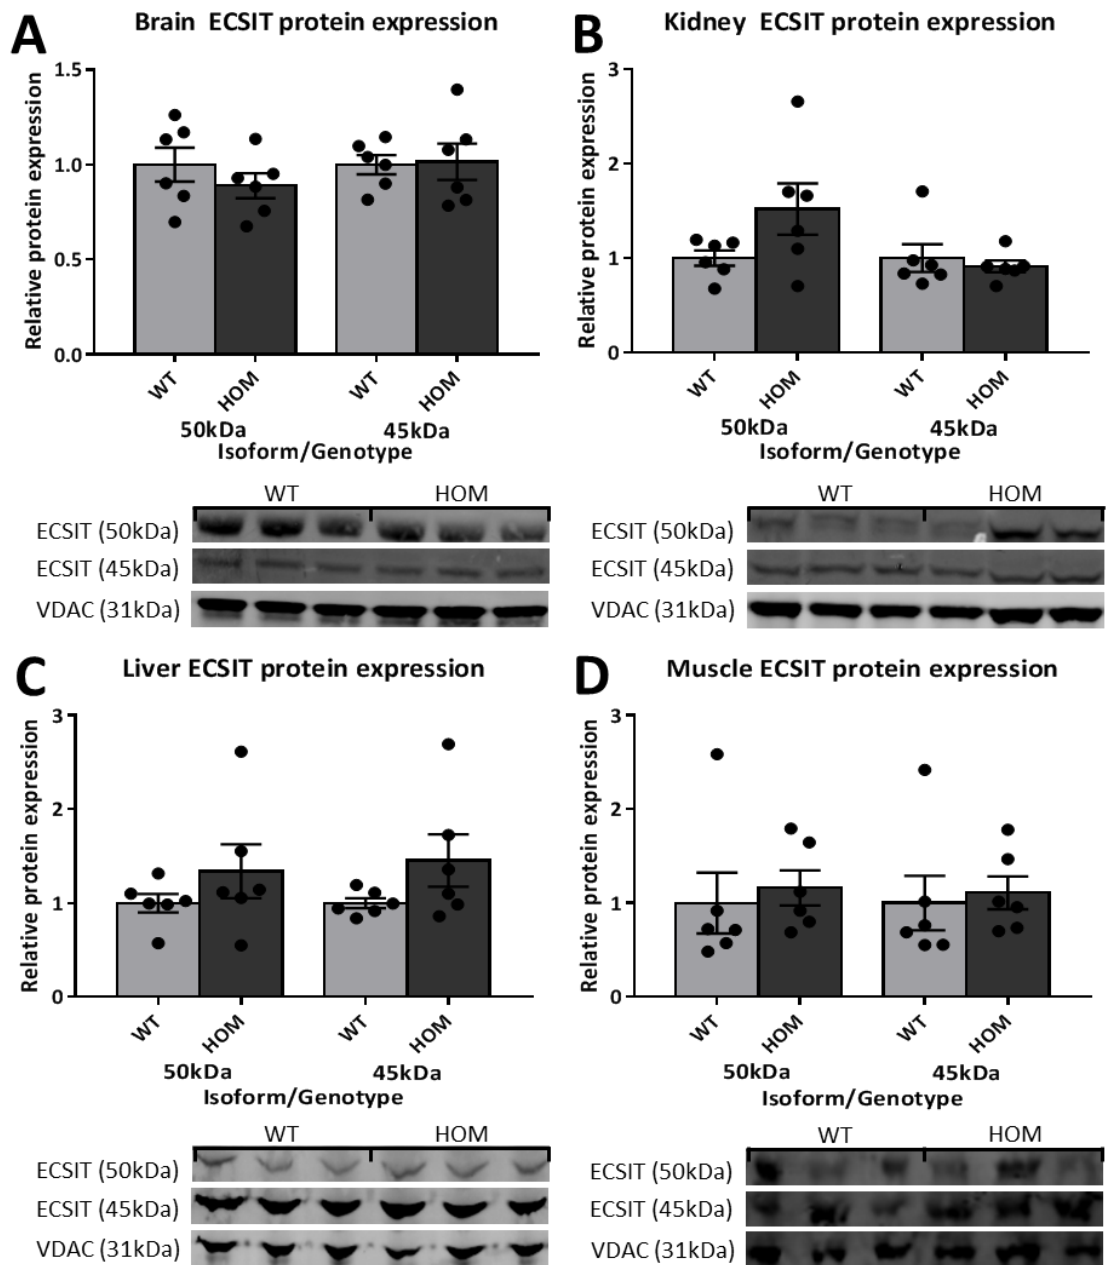 A
Brain ECSIT protein expression
Relative protein expression
1.5
1.0
0.5
0.0
WT
HOM
WT
HOM
50kDa
45kDa
Isoform/Genotype
WT
HOM
ECSIT (50kDa)
ECSIT (45kDa)
VDAC (31kDa)
B
Kidney ECSIT protein expression
Relative protein expression
3
2
1
0
WT
HOM
WT
HOM
50kDa
45kDa
Isoform/Genotype
WT
HOM
ECSIT (50kDa)
ECSIT (45kDa)
VDAC (31kDa)
C
Liver ECSIT protein expression
Relative protein expression
3
2
1
0
WT
HOM
WT
HOM
50kDa
45kDa
Isoform/Genotype
WT
HOM
ECSIT (50kDa)
ECSIT (45kDa)
VDAC (31kDa)
D
Muscle ECSIT protein expression
Relative protein expression
3
2
1
0
WT
HOM
WT
HOM
50kDa
45kDa
Isoform/Genotype
WT
HOM
ECSIT (50kDa)
ECSIT (45kDa)
VDAC (31kDa)